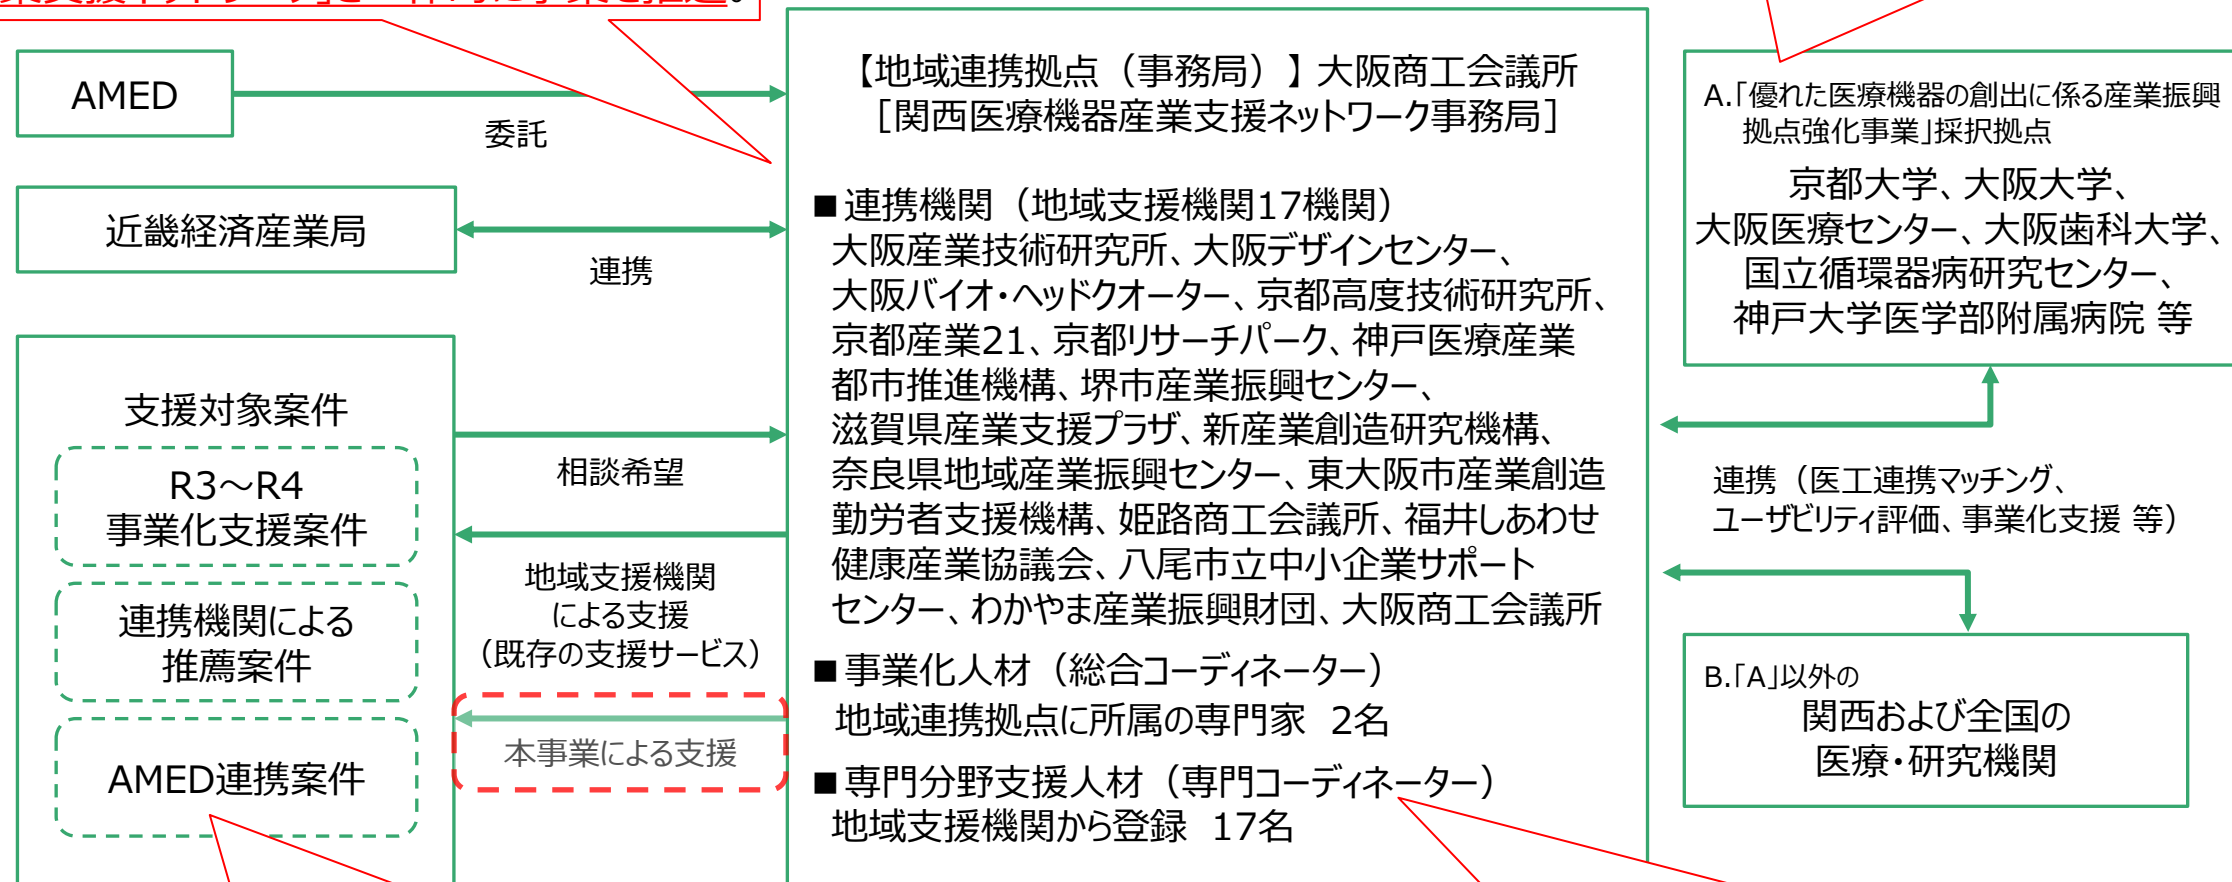 業支援ネットワーク」と一体的に事業を推進。
AMED
委託
近畿経済産業局
連携
支援対象案件
R3～R4
事業化支援案件
連携機関による
推薦案件
AMED連携案件
相談希望
地域支援機関
による支援
（既存の支援サービス）
本事業による支援
【地域連携拠点（事務局）】大阪商工会議所
［関西医療機器産業支援ネットワーク事務局］
■連携機関（地域支援機関17機関）
大阪産業技術研究所、大阪デザインセンター、
大阪バイオ・ヘッドクオーター、京都高度技術研究所、
京都産業21、京都リサーチパーク、神戸医療産業
都市推進機構、堺市産業振興センター、
滋賀県産業支援プラザ、新産業創造研究機構、
奈良県地域産業振興センター、東大阪市産業創造
勤労者支援機構、姫路商工会議所、福井しあわせ
健康産業協議会、八尾市立中小企業サポート
センター、わかやま産業振興財団、大阪商工会議所
■事業化人材（総合コーディネーター）
地域連携拠点に所属の専門家 2名
■専門分野支援人材（専門コーディネーター）
地域支援機関から登録 17名
A.「優れた医療機器の創出に係る産業振興
拠点強化事業」採択拠点
京都大学、大阪大学、
大阪医療センター、大阪歯科大学、
国立循環器病研究センター、
神戸大学医学部附属病院 等
連携（医工連携マッチング、
ユーザビリティ評価、事業化支援 等）
B.「A」以外の
関西および全国の
医療・研究機関